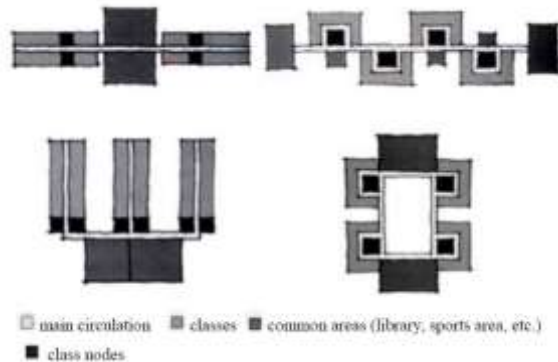 main circulation classes common areas (library, sports area, etc.)
class nodes